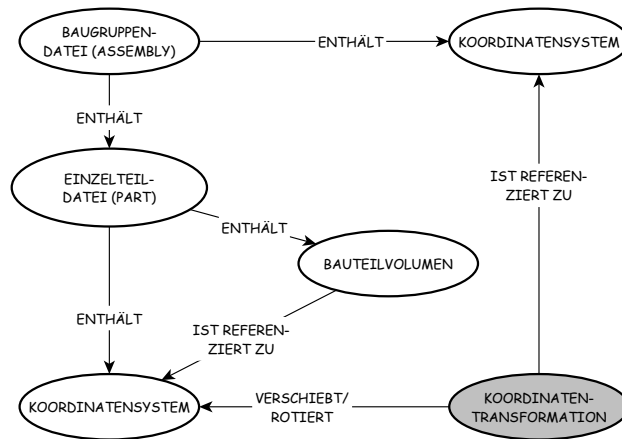 BAUGRUPPEN-
DATEI (ASSEMBLY)
ENTHÄLT
KOORDINATENSYSTEM
ENTHÄLT
EINZELTEIL-
DATEI (PART)
IST REFEREN-
ZIERT ZU
ENTHÄLT
BAUTEILVOLUMEN
ENTHÄLT
IST REFEREN-
ZIERT ZU
KOORDINATENSYSTEM
VERSCHIEBT/
ROTIERT
KOORDINATEN-
TRANSFORMATION